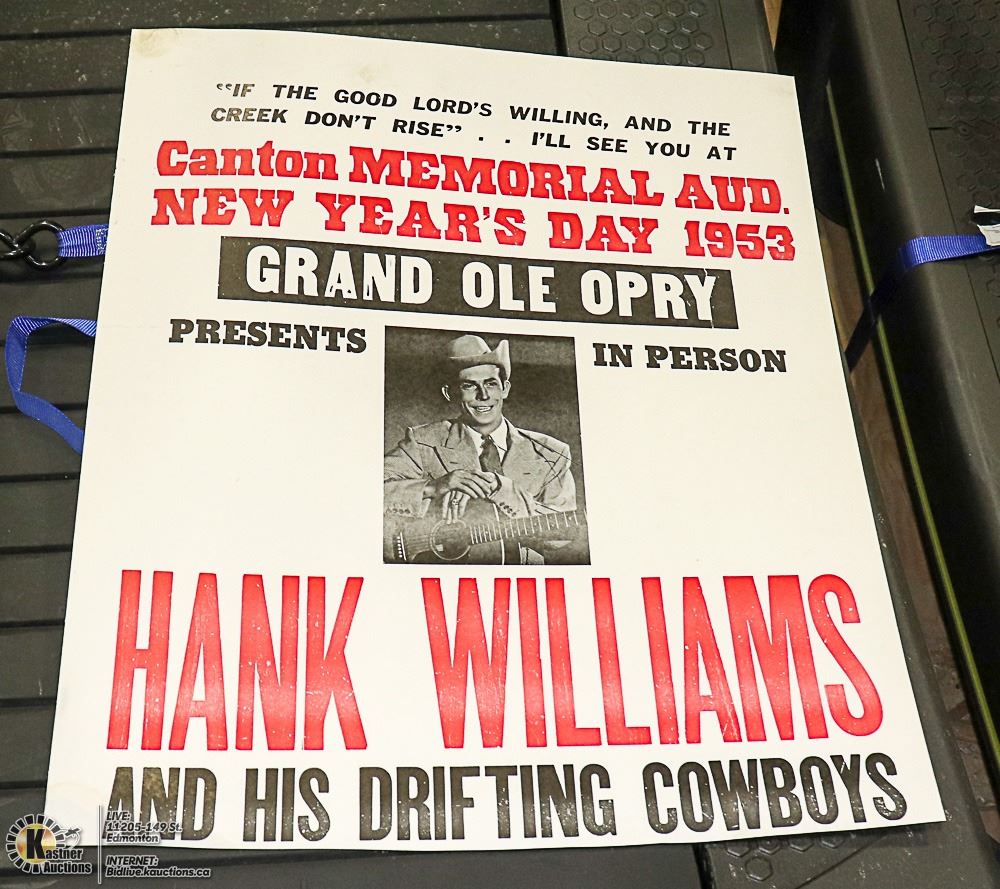 “IF THE GOOD LORD'S WILLING, AND THE
CREEK DON'T RISE” . . I'LL SEE YOU AT
Canton MEMORIAL AUD.
NEW YEAR'S DAY 1953
GRAND OLE OPRY
PRESENTS
IN PERSON
HANK WILLIAMS
AND HIS DRIFTING COWBOYS
Kastner
Auctions
LIVE:
11205-149 St.
Edmonton
INTERNET:
Bidlive.kauctions.ca